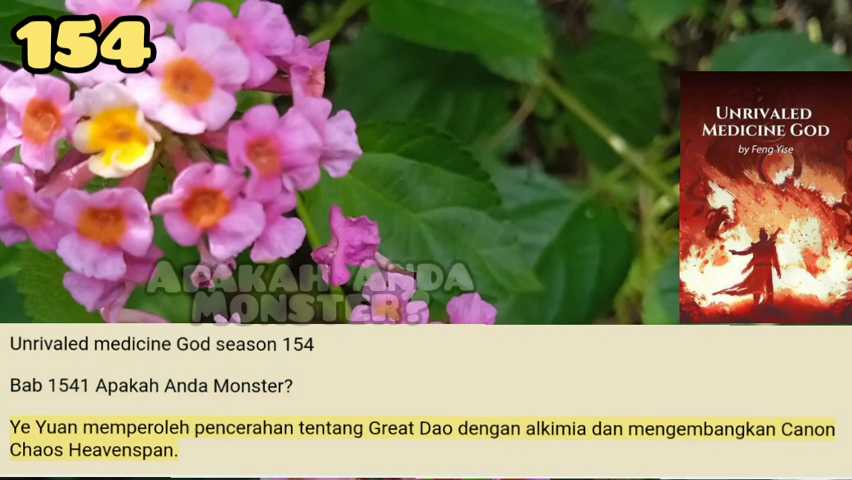 154
UNRIVALED
MEDICINE GOD
by Feng Yise
APAKAH ANDA
MONSTER?
Unrivaled medicine God season 154
Bab 1541 Apakah Anda Monster?
Ye Yuan memperoleh pencerahan tentang Great Dao dengan alkimia dan mengembangkan Canon
Chaos Heavenspan.